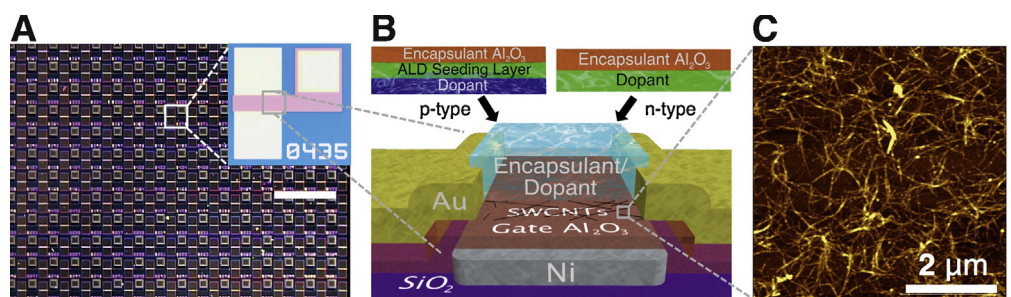 A
0435
B
Encapsulant Al₂O₃
ALD Seeding Layer
Dopant
p-type
Encapsulant Al₂O₃
Dopant
n-type
Encapsulant/
Dopant
Au
SWCNTs
Gate Al₂O₃
Ni
SiO₂
C
2 μm